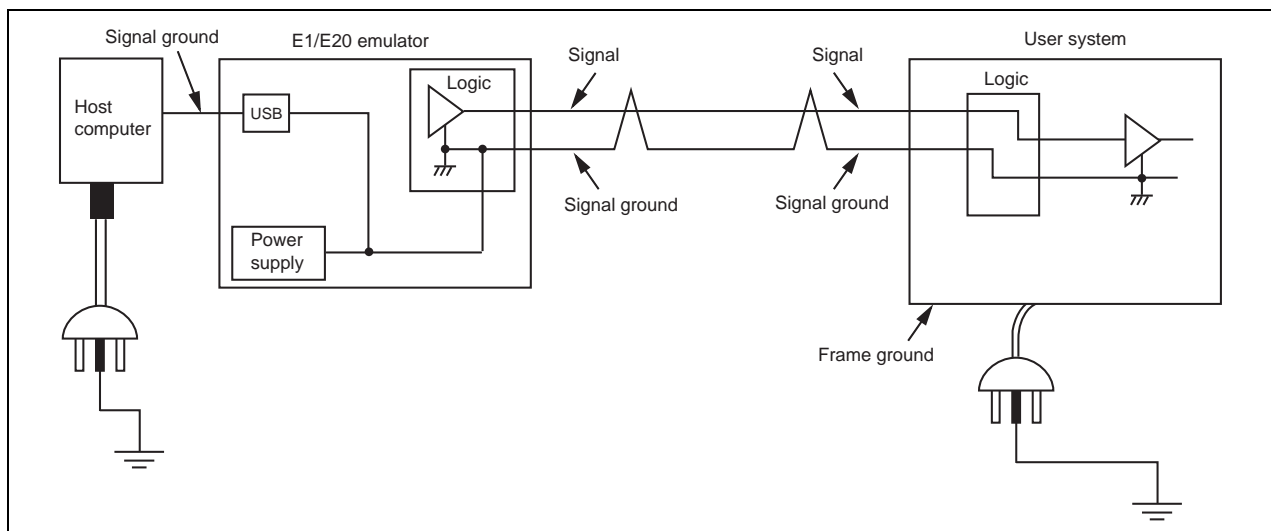 Signal ground
E1/E20 emulator
Signal
Signal
User system
Host
computer
USB
Logic
Logic
Signal ground
Signal ground
Power
supply
Frame ground